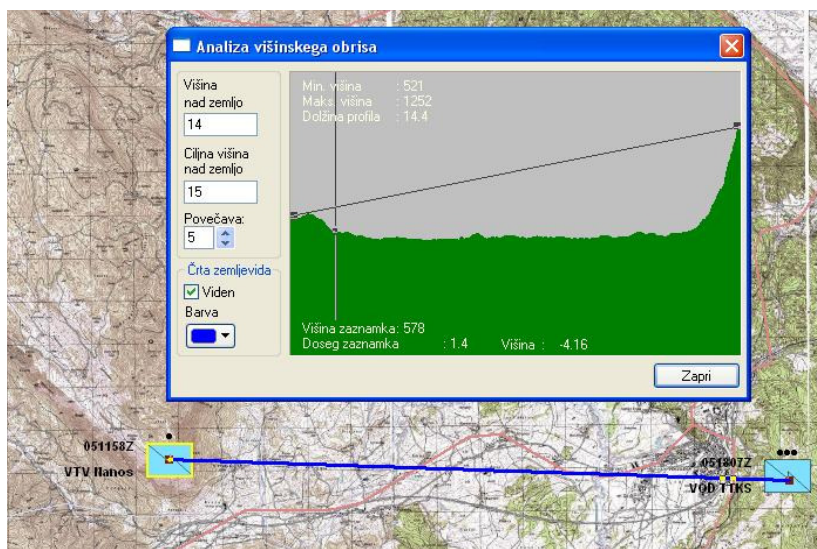 Analiza višinskega obrisa
Višina
nad zemljo
14
Ciljna višina
nad zemljo
15
Povečava:
5
Črta zemljevida
Viden
Barva
Min. višina : 521
Maks. višina : 1252
Dolžina profila : 14.4
Višina zaznamka: 578
Doseg zaznamka : 1.4 Višina : -4.16
Zapri
051158Z
VTV Nanos
051807Z
VOD TTKS